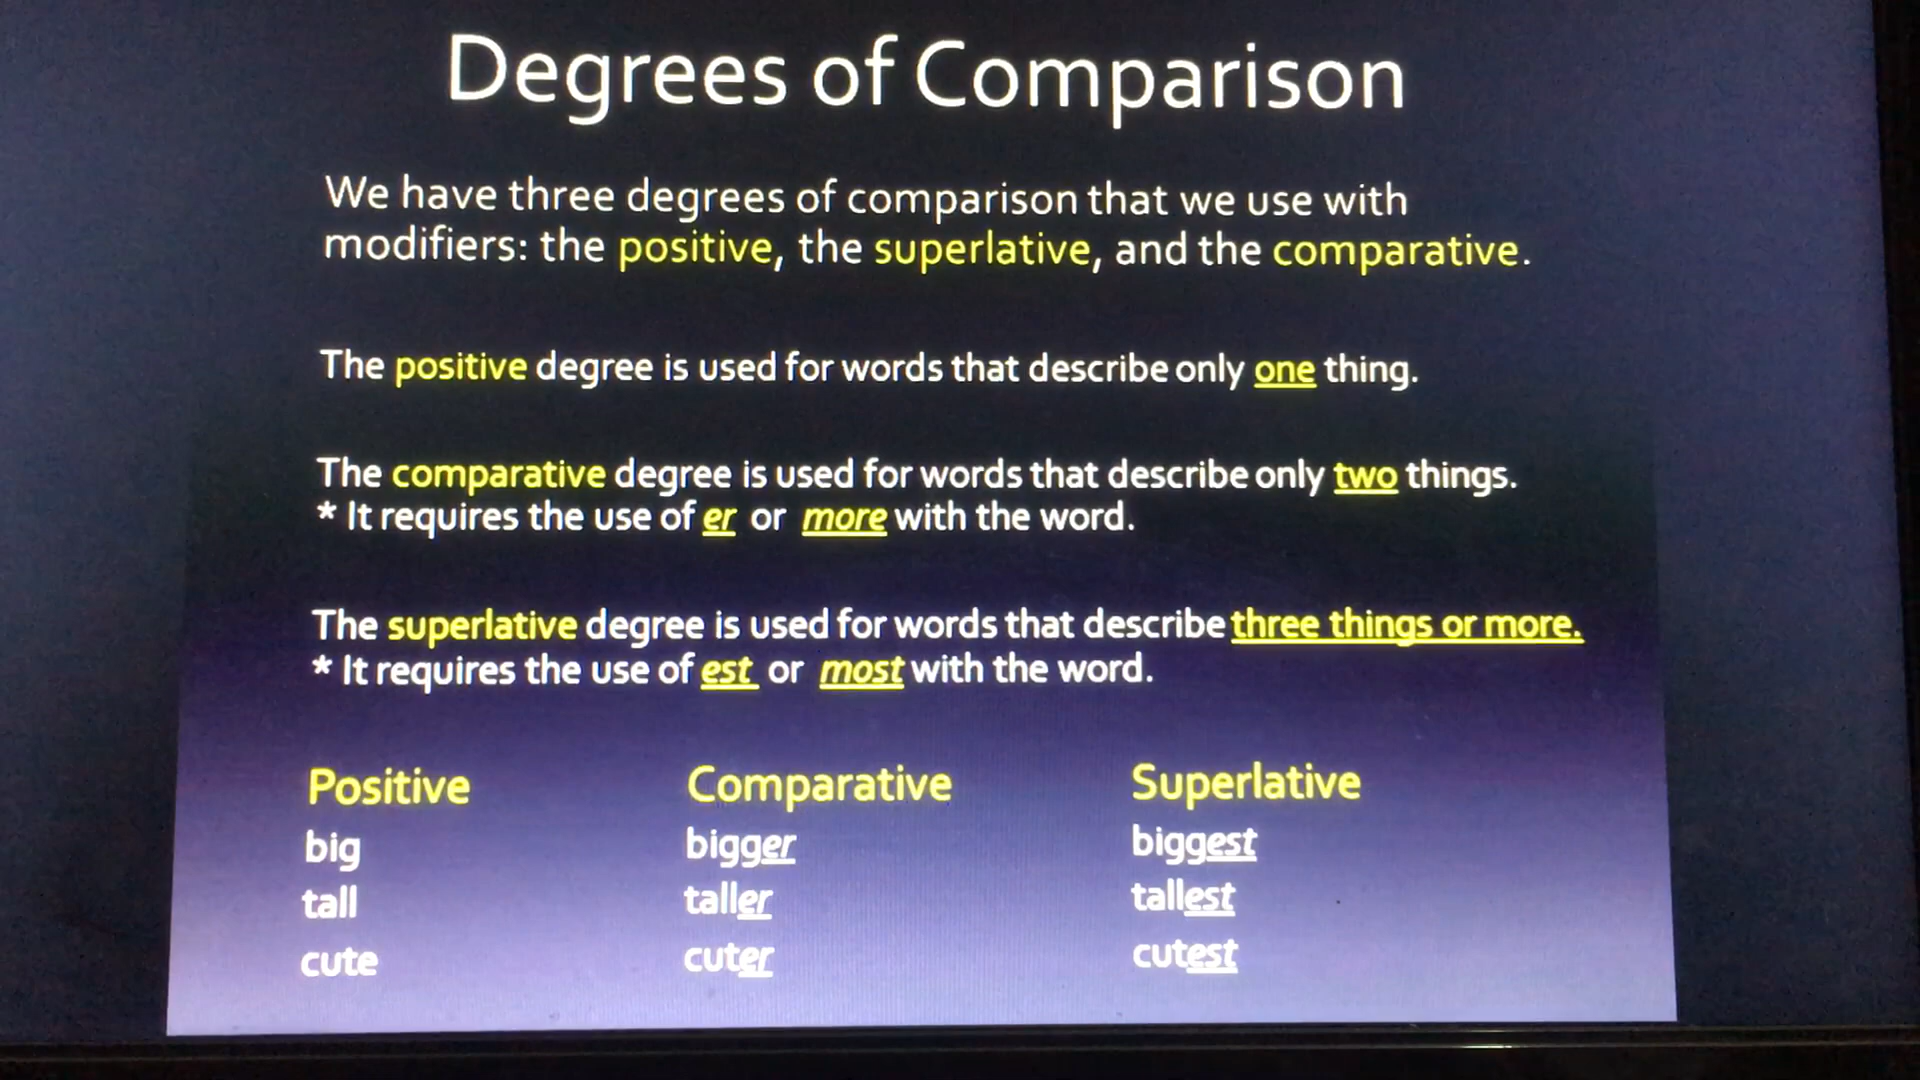 Degrees of Comparison
We have three degrees of comparison that we use with
modifiers: the positive, the superlative, and the comparative.
The positive degree is used for words that describe only one thing.
The comparative degree is used for words that describe only two things.
* It requires the use of er or more with the word.
The superlative degree is used for words that describe three things or more.
* It requires the use of est or most with the word.
Positive Comparative Superlative
big bigger biggest
tall taller tallest
cute cuter cutest